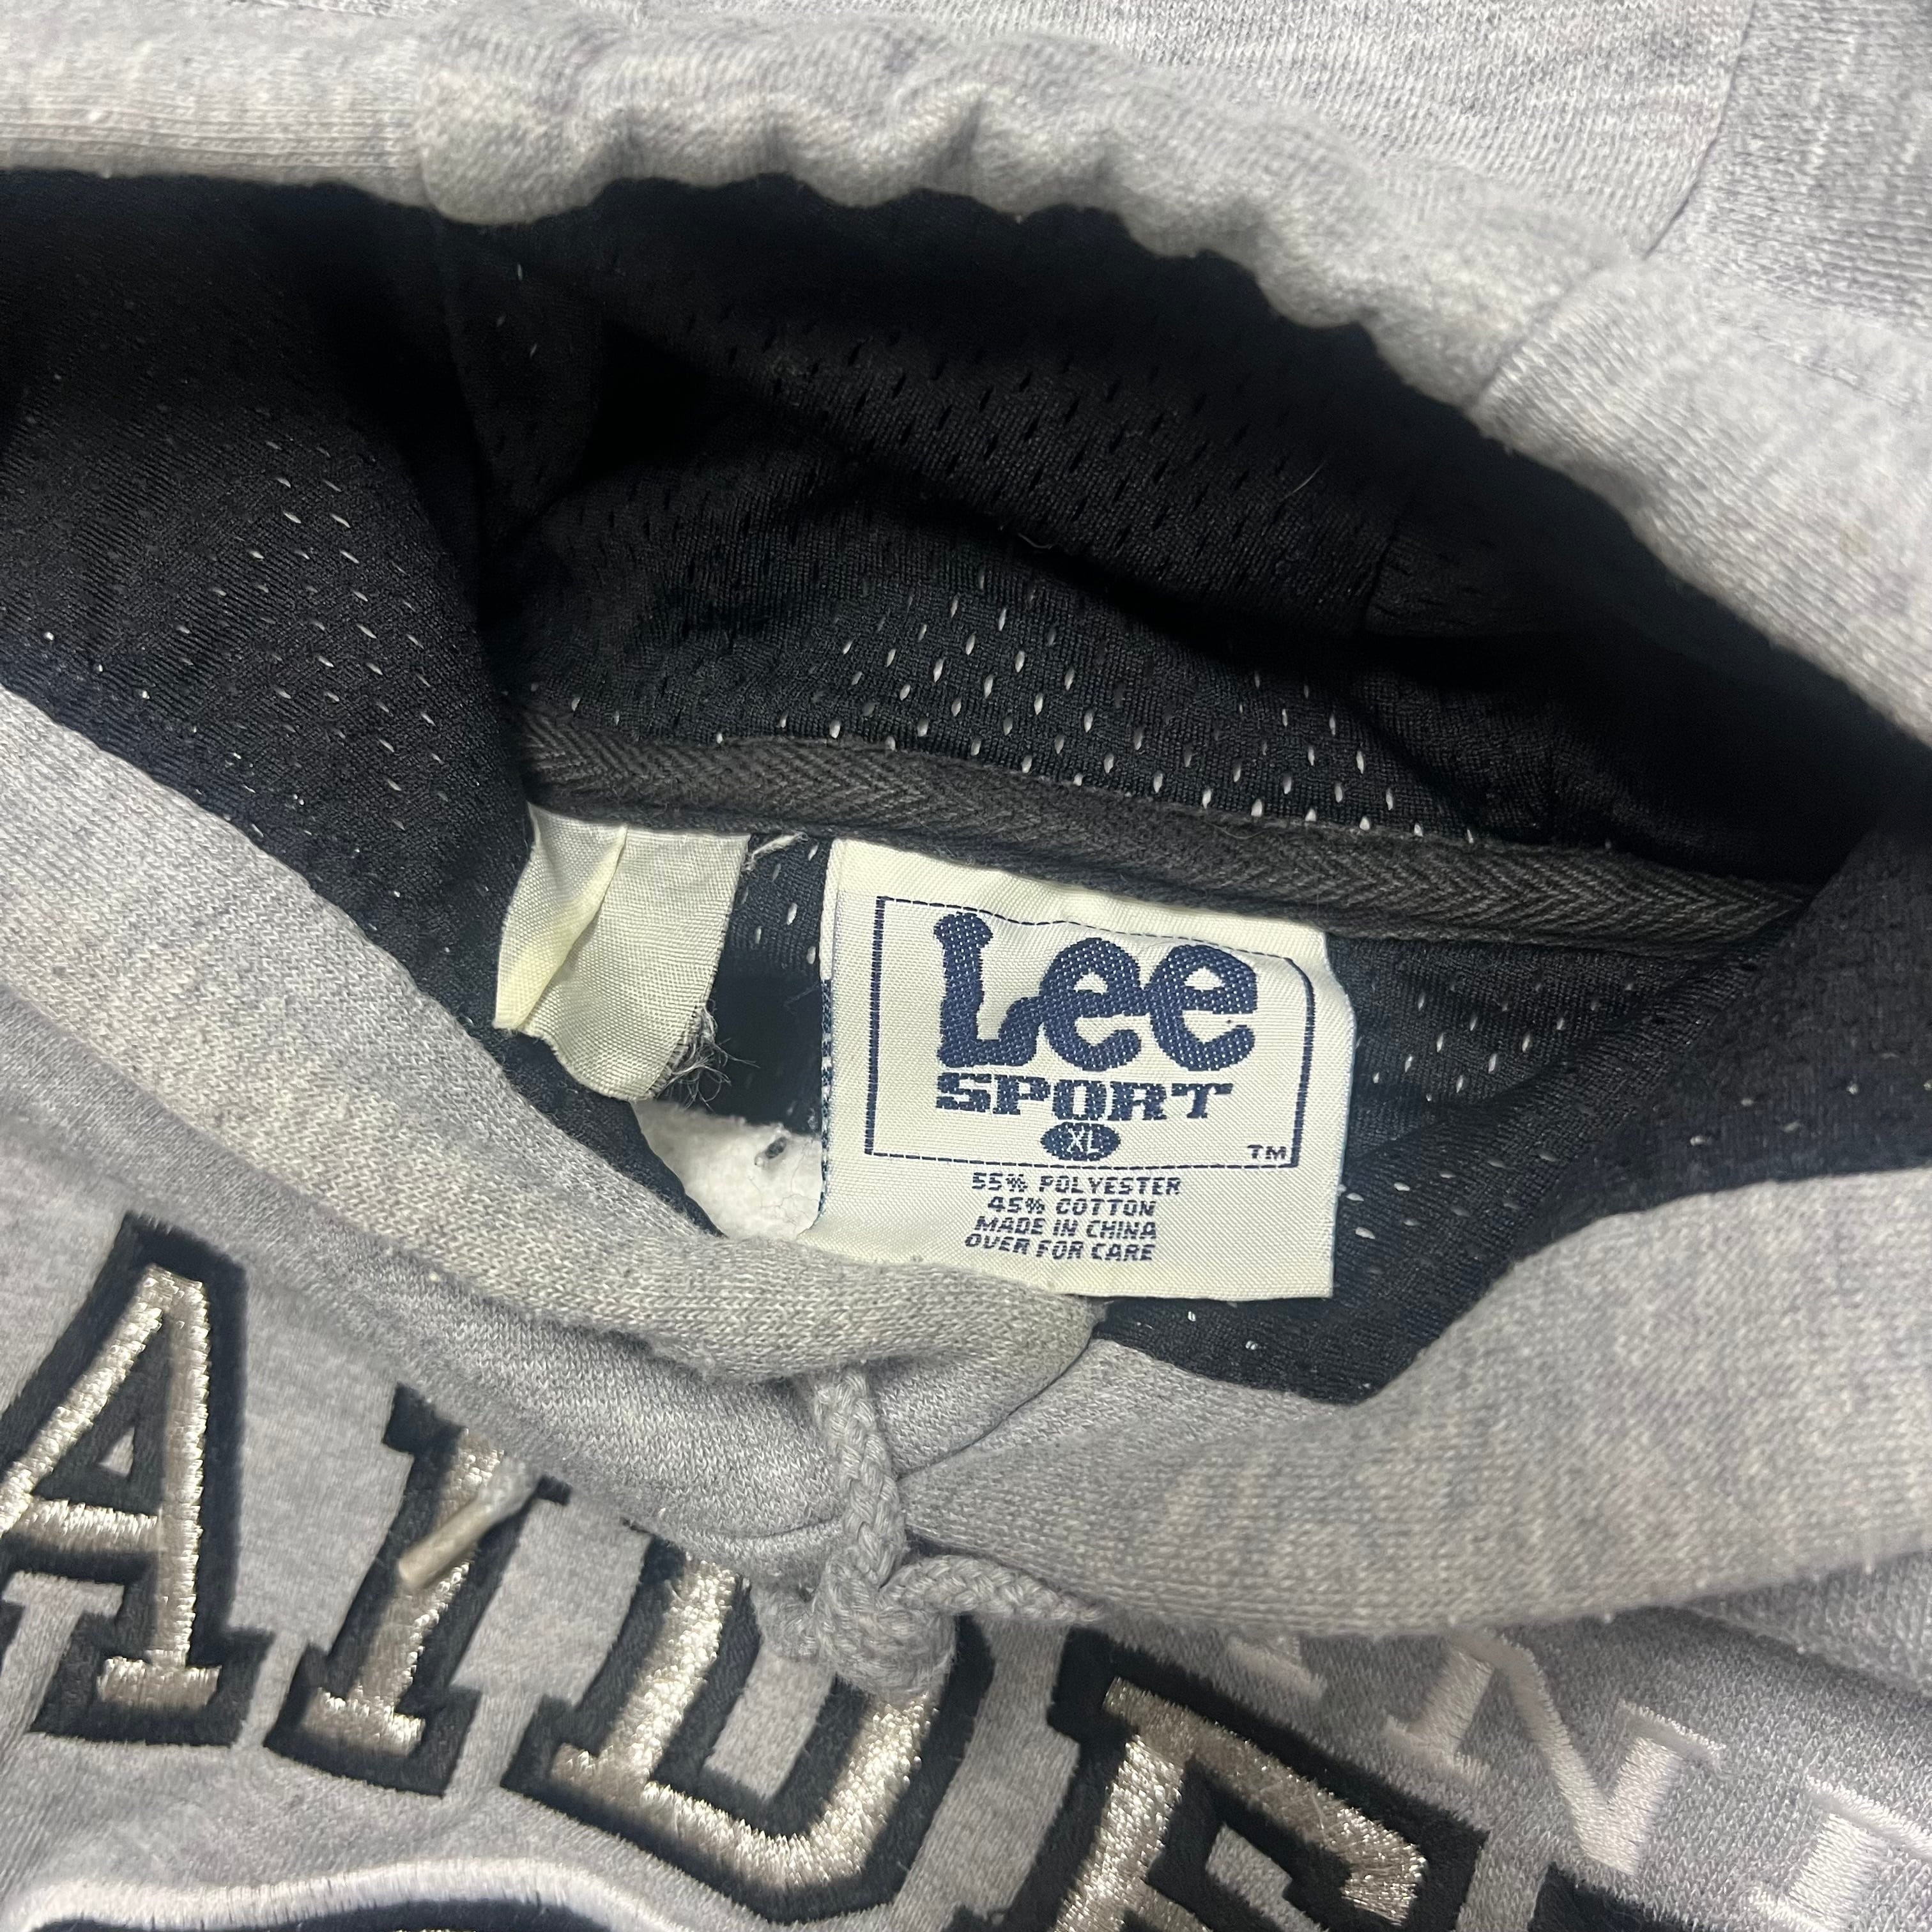 Lee
SPORT
XL
TM
55% POLYESTER
45% COTTON
MADE IN CHINA
OVER FOR CARE
AIDE